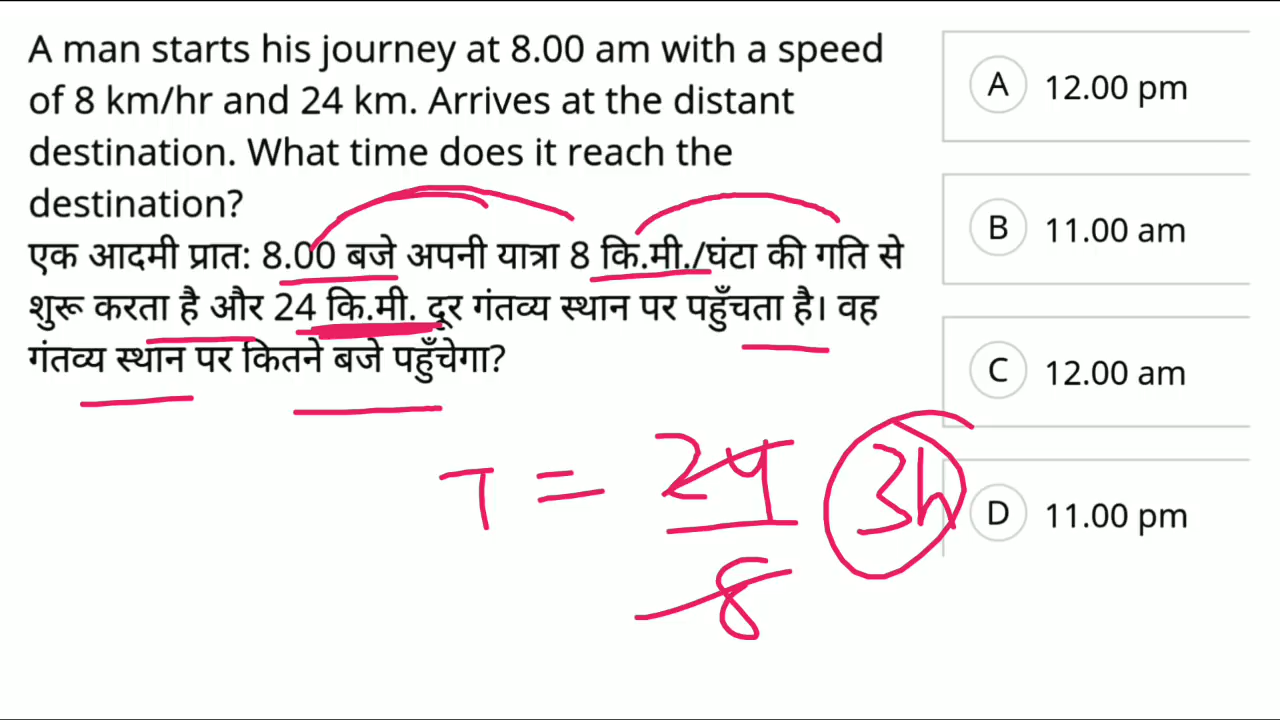 A man starts his journey at 8.00 am with a speed
of 8 km/hr and 24 km. Arrives at the distant
destination. What time does it reach the
destination?
एक आदमी प्रात: 8.00 बजे अपनी यात्रा 8 कि.मी./घंटा की गति से
शुरू करता है और 24 कि.मी. दूर गंतव्य स्थान पर पहुँचता है। वह
गंतव्य स्थान पर कितने बजे पहुँचेगा?
A 12.00 pm
B 11.00 am
C 12.00 am
D 11.00 pm
T = 24 3h
8